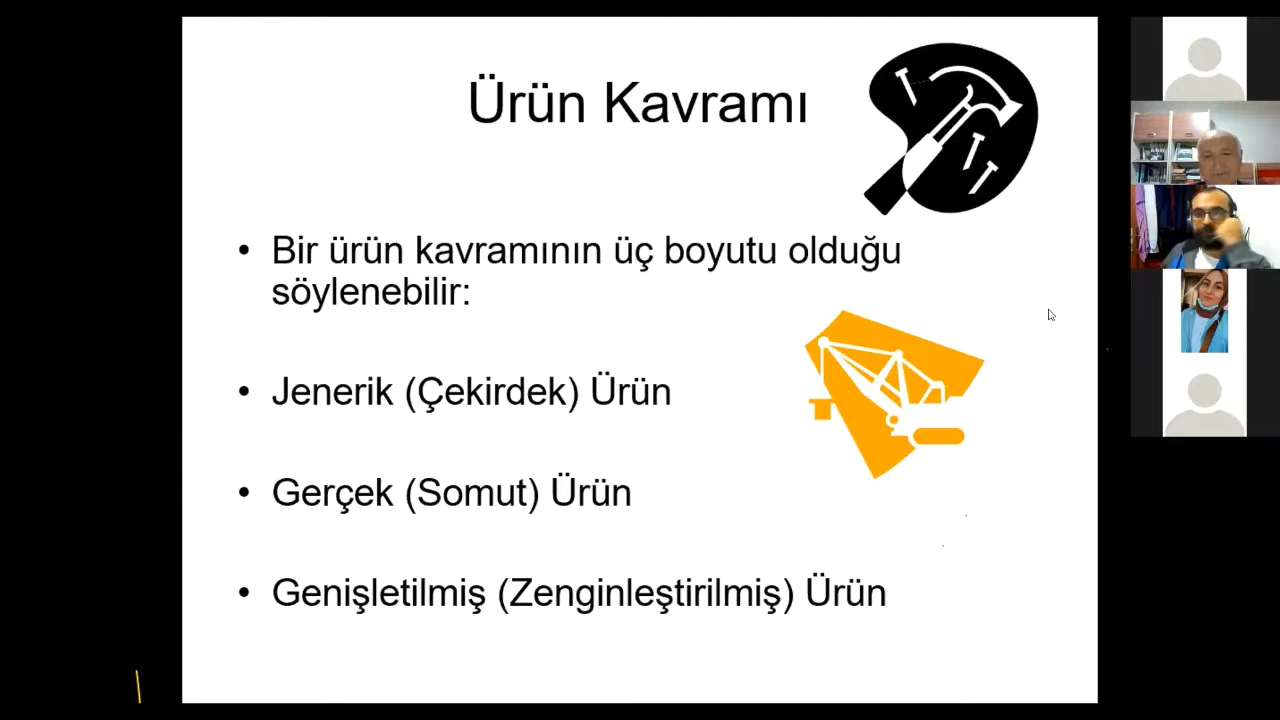 Ürün Kavramı
• Bir ürün kavramının üç boyutu olduğu
söylenebilir:
• Jenerik (Çekirdek) Ürün
• Gerçek (Somut) Ürün
• Genişletilmiş (Zenginleştirilmiş) Ürün